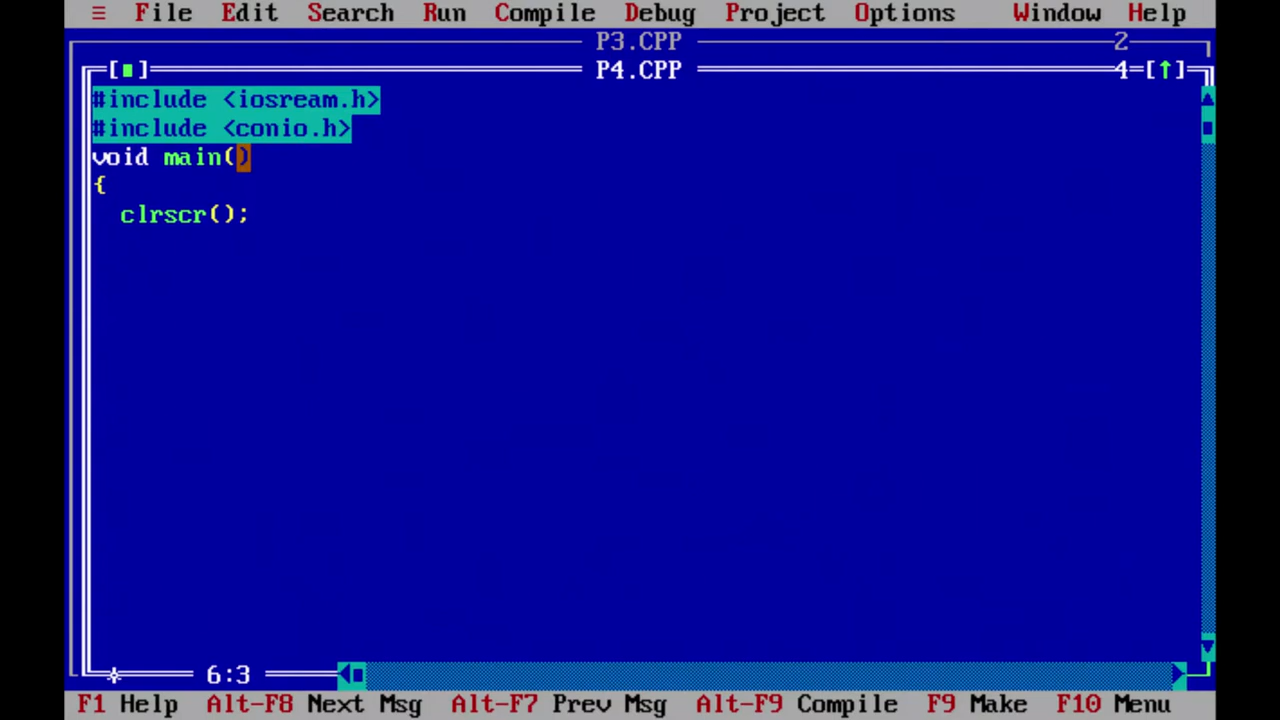 ≡ File Edit Search Run Compile Debug Project Options Window Help
P3.CPP 2
[■] P4.CPP 4=[↑]
#include <iosream.h>
#include <conio.h>
void main()
{
clrscr();
6:3
F1 Help Alt-F8 Next Msg Alt-F7 Prev Msg Alt-F9 Compile F9 Make F10 Menu